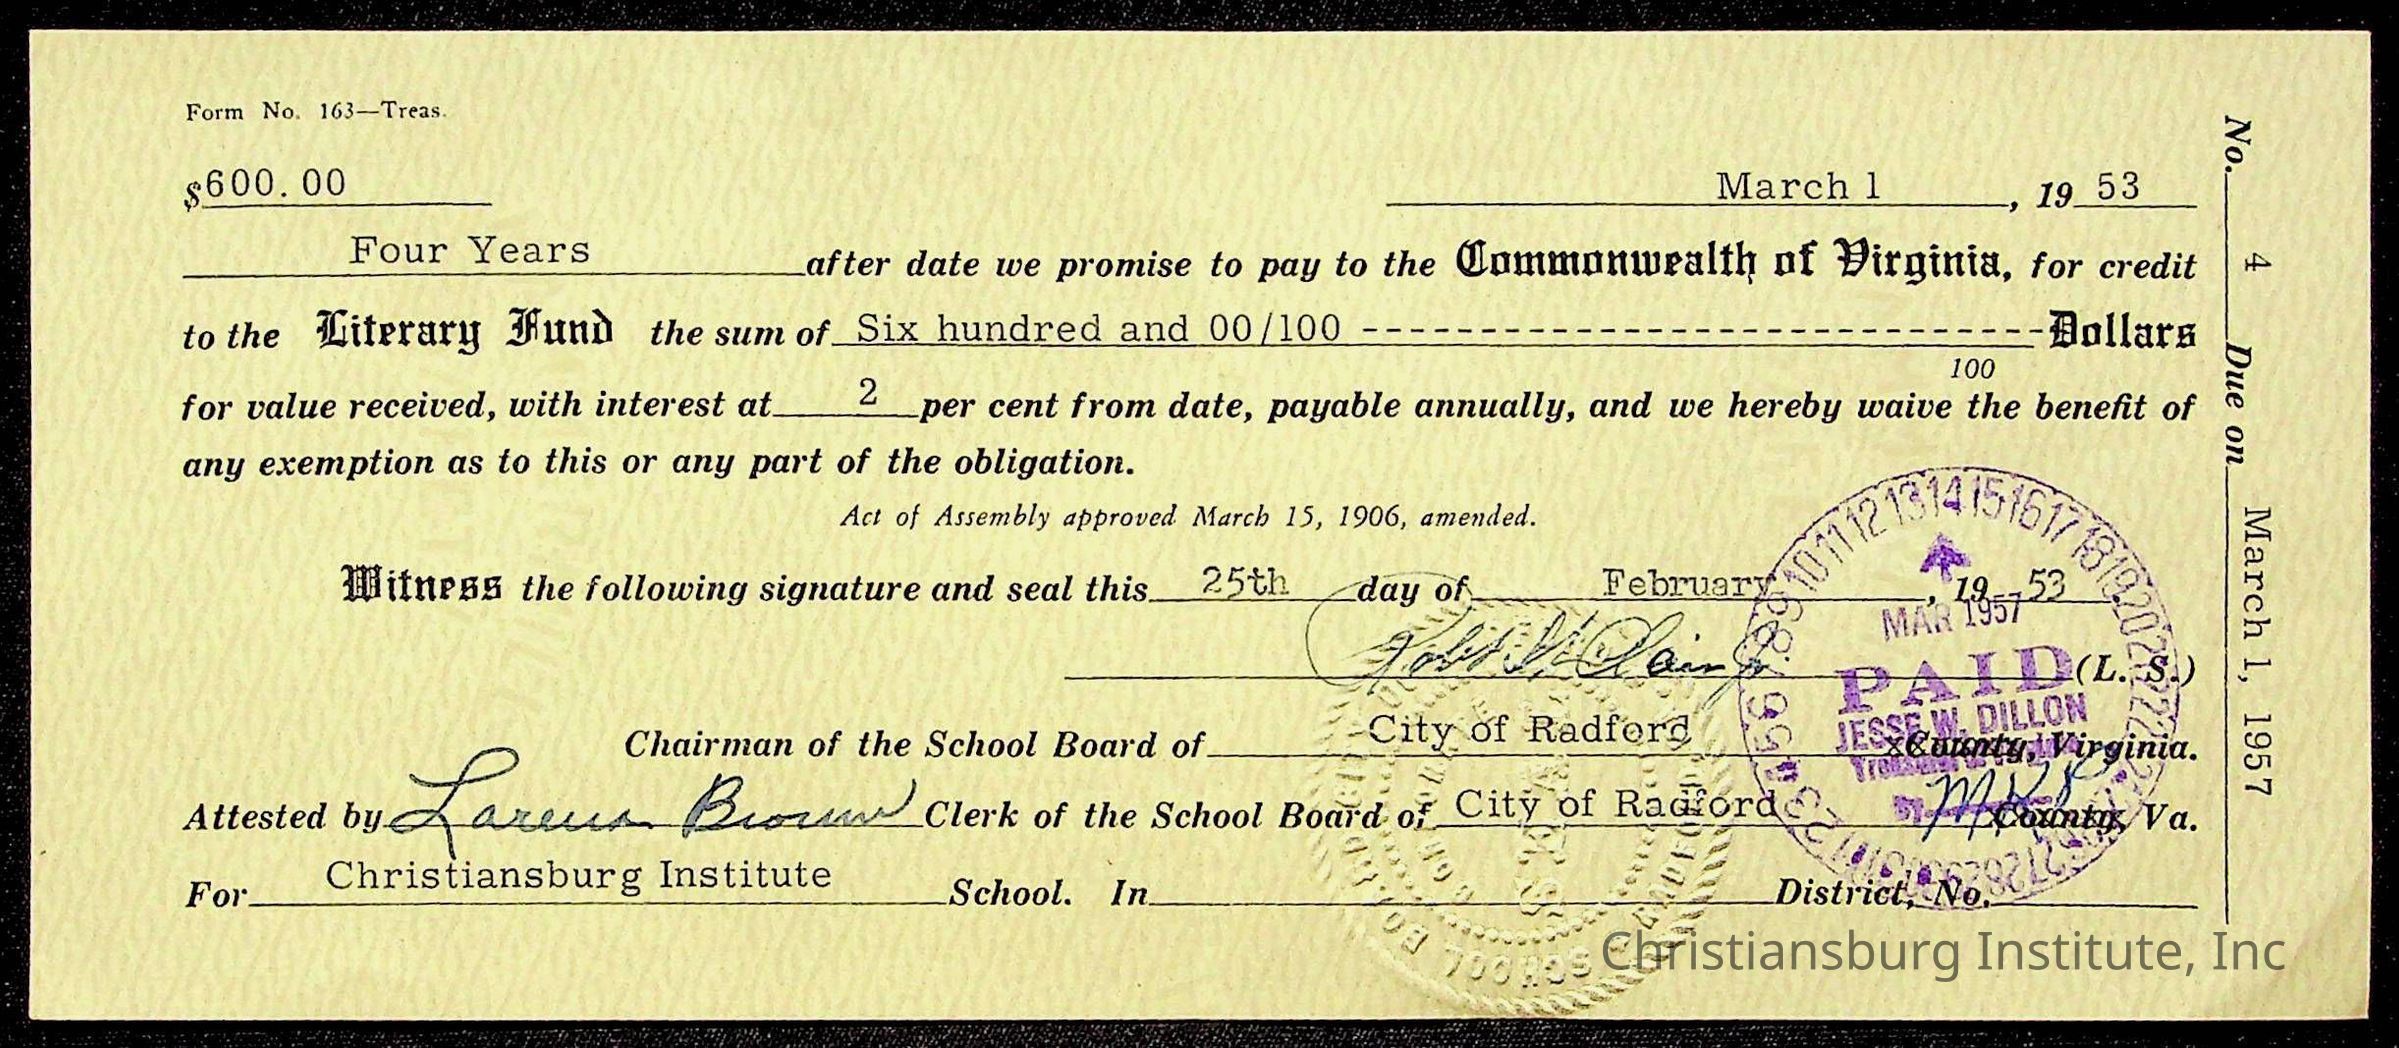 Form No. 163—Treas.
$600.00 March 1, 19 53
Four Years after date we promise to pay to the Commonwealth of Virginia, for credit
to the Literary Fund the sum of Six hundred and 00/100 ----------------------------- Dollars
100
for value received, with interest at 2 per cent from date, payable annually, and we hereby waive the benefit of
any exemption as to this or any part of the obligation.
Act of Assembly approved March 15, 1906, amended.
Witness the following signature and seal this 25th day of February, 19 53.
(L. S.)
Chairman of the School Board of City of Radford County, Virginia.
Attested by Brown Clerk of the School Board of City of Radford County, Va.
For Christiansburg Institute School. In District, No.
No. 4 Due on March 1, 1957
MAR 1957
PAID
JESSE W. DILLON
Christiansburg Institute, Inc